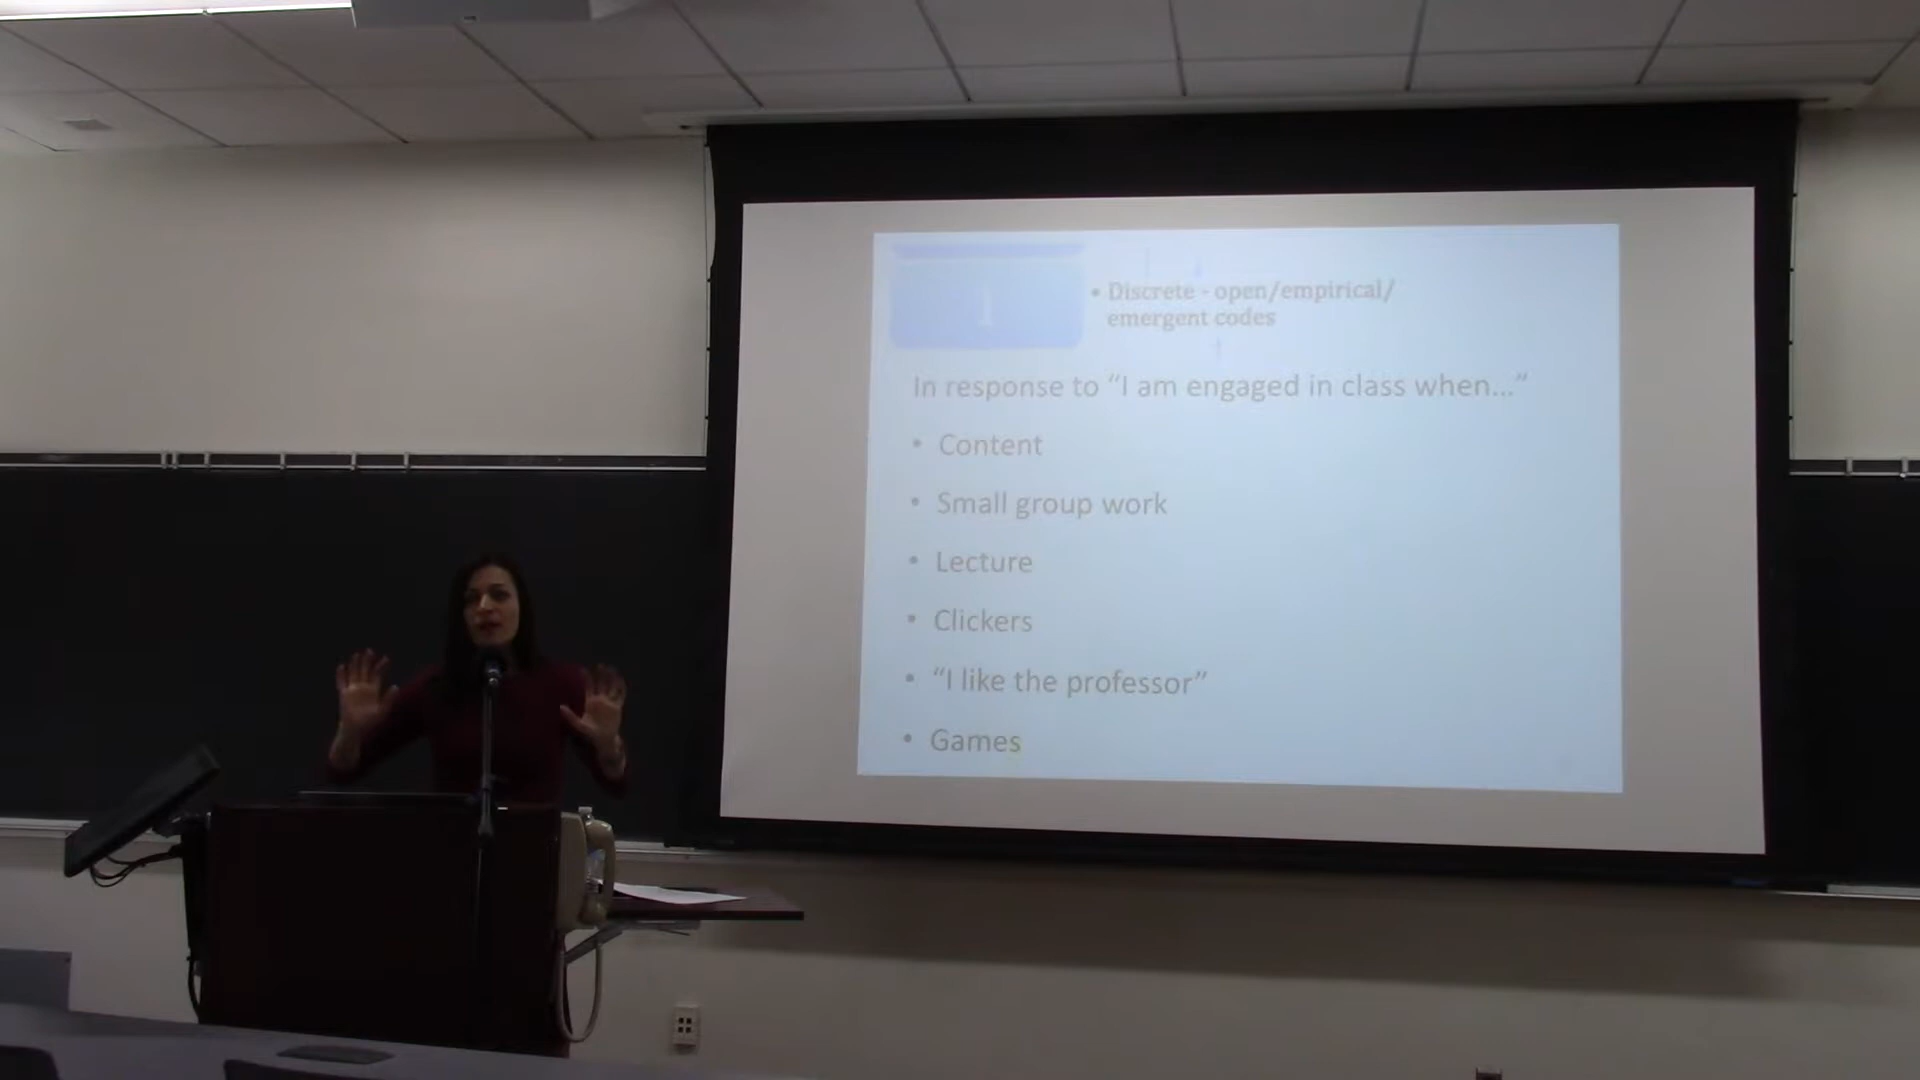 1
• Discrete - open/empirical/
emergent codes
In response to “I am engaged in class when...”
• Content
• Small group work
• Lecture
• Clickers
• “I like the professor”
• Games